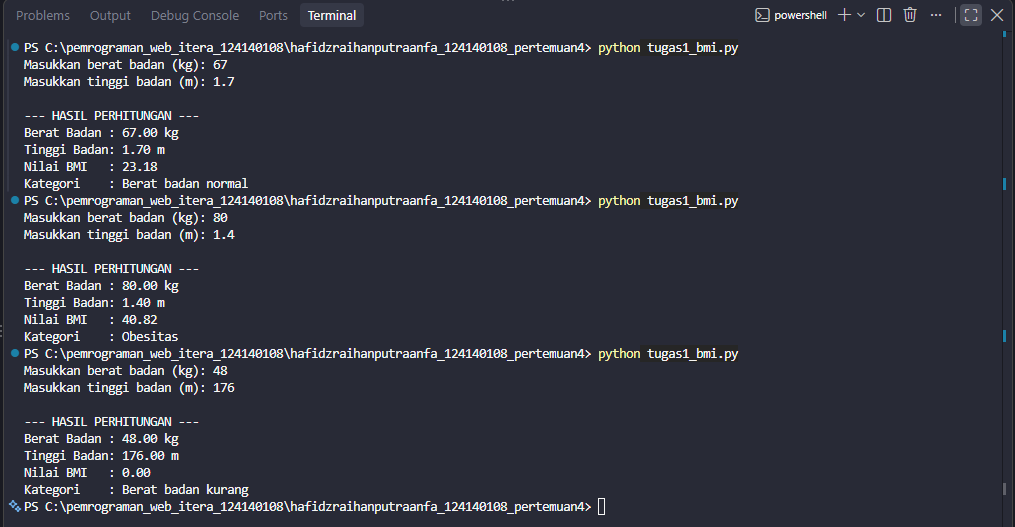 Problems Output Debug Console Ports Terminal powershell
PS C:\pemrograman_web_itera_124140108\hafidzraihanputraanfa_124140108_pertemuan4> python tugas1_bmi.py
Masukkan berat badan (kg): 67
Masukkan tinggi badan (m): 1.7
--- HASIL PERHITUNGAN ---
Berat Badan : 67.00 kg
Tinggi Badan: 1.70 m
Nilai BMI   : 23.18
Kategori    : Berat badan normal
PS C:\pemrograman_web_itera_124140108\hafidzraihanputraanfa_124140108_pertemuan4> python tugas1_bmi.py
Masukkan berat badan (kg): 80
Masukkan tinggi badan (m): 1.4
--- HASIL PERHITUNGAN ---
Berat Badan : 80.00 kg
Tinggi Badan: 1.40 m
Nilai BMI   : 40.82
Kategori    : Obesitas
PS C:\pemrograman_web_itera_124140108\hafidzraihanputraanfa_124140108_pertemuan4> python tugas1_bmi.py
Masukkan berat badan (kg): 48
Masukkan tinggi badan (m): 176
--- HASIL PERHITUNGAN ---
Berat Badan : 48.00 kg
Tinggi Badan: 176.00 m
Nilai BMI   : 0.00
Kategori    : Berat badan kurang
PS C:\pemrograman_web_itera_124140108\hafidzraihanputraanfa_124140108_pertemuan4>